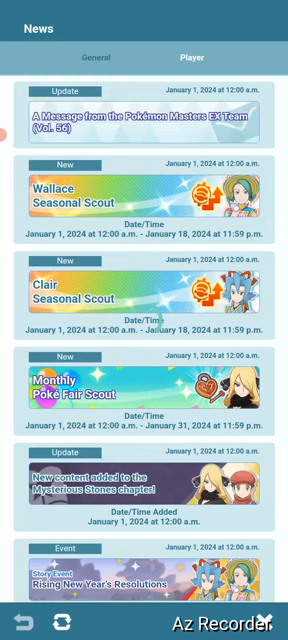 News
General
Player
Update
January 1, 2024 at 12:00 a.m.
A Message from the Pokémon Masters EX Team
(Vol. 56)
New
January 1, 2024 at 12:00 a.m.
Wallace
Seasonal Scout
Date/Time
January 1, 2024 at 12:00 a.m. - January 18, 2024 at 11:59 p.m.
New
January 1, 2024 at 12:00 a.m.
Clair
Seasonal Scout
Date/Time
January 1, 2024 at 12:00 a.m. - January 18, 2024 at 11:59 p.m.
New
January 1, 2024 at 12:00 a.m.
Monthly
Poké Fair Scout
Date/Time
January 1, 2024 at 12:00 a.m. - January 31, 2024 at 11:59 p.m.
Update
January 1, 2024 at 12:00 a.m.
New content added to the
Mysterious Stones chapter!
Date/Time Added
January 1, 2024 at 12:00 a.m.
Event
January 1, 2024 at 12:00 a.m.
Story Event
Rising New Year's Resolutions
Az Recorder